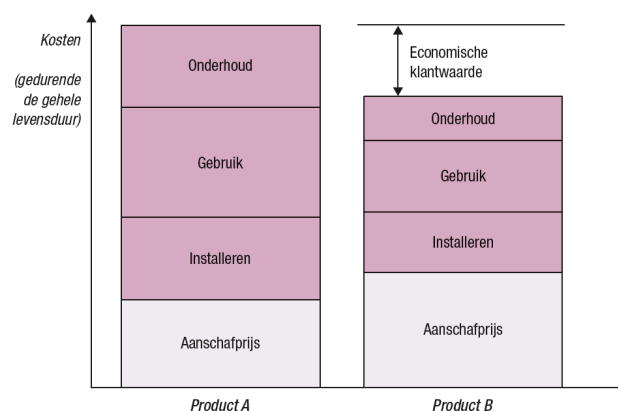 Kosten
(gedurende
de gehele
levensduur)
Onderhoud
Gebruik
Installeren
Aanschafprijs
Economische
klantwaarde
Onderhoud
Gebruik
Installeren
Aanschafprijs
Product A
Product B